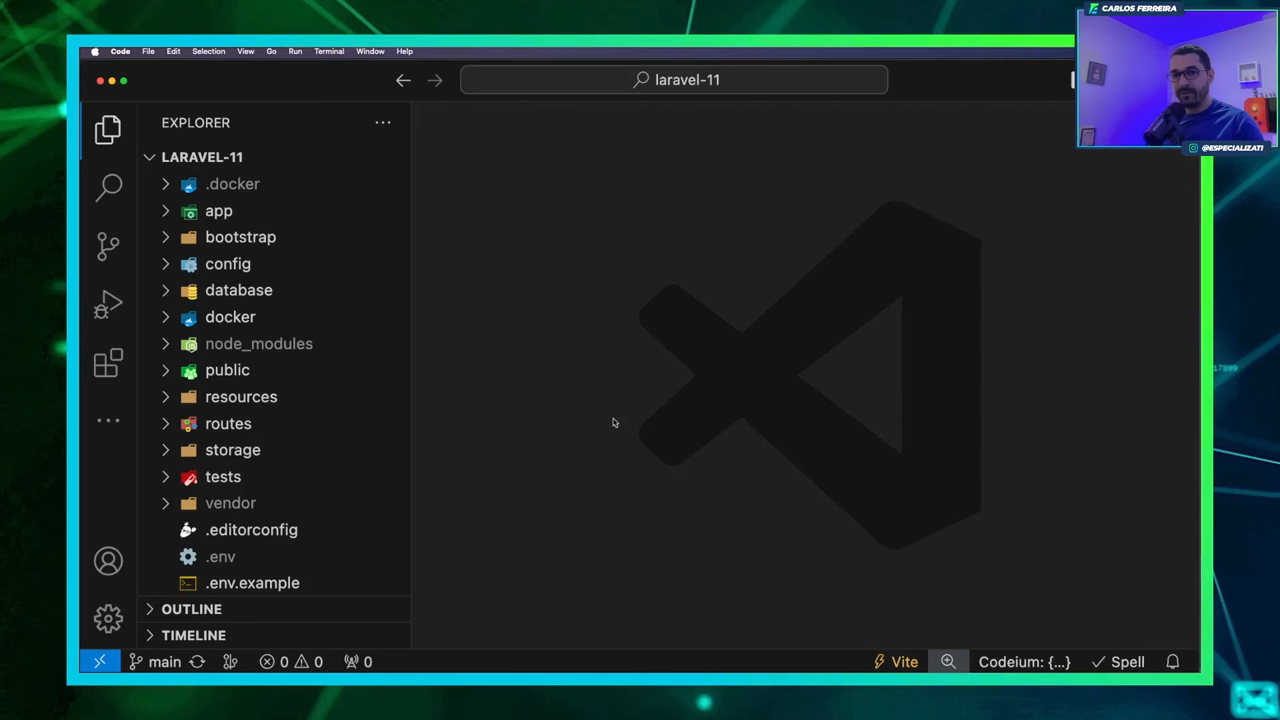 CARLOS FERREIRA
Code File Edit Selection View Go Run Terminal Window Help
laravel-11
EXPLORER
LARAVEL-11
.docker
app
bootstrap
config
database
docker
node_modules
public
resources
routes
storage
tests
vendor
.editorconfig
.env
.env.example
OUTLINE
TIMELINE
main 0 0 0 Vite Codeium: {...} Spell
@ESPECIALIZATI
17899